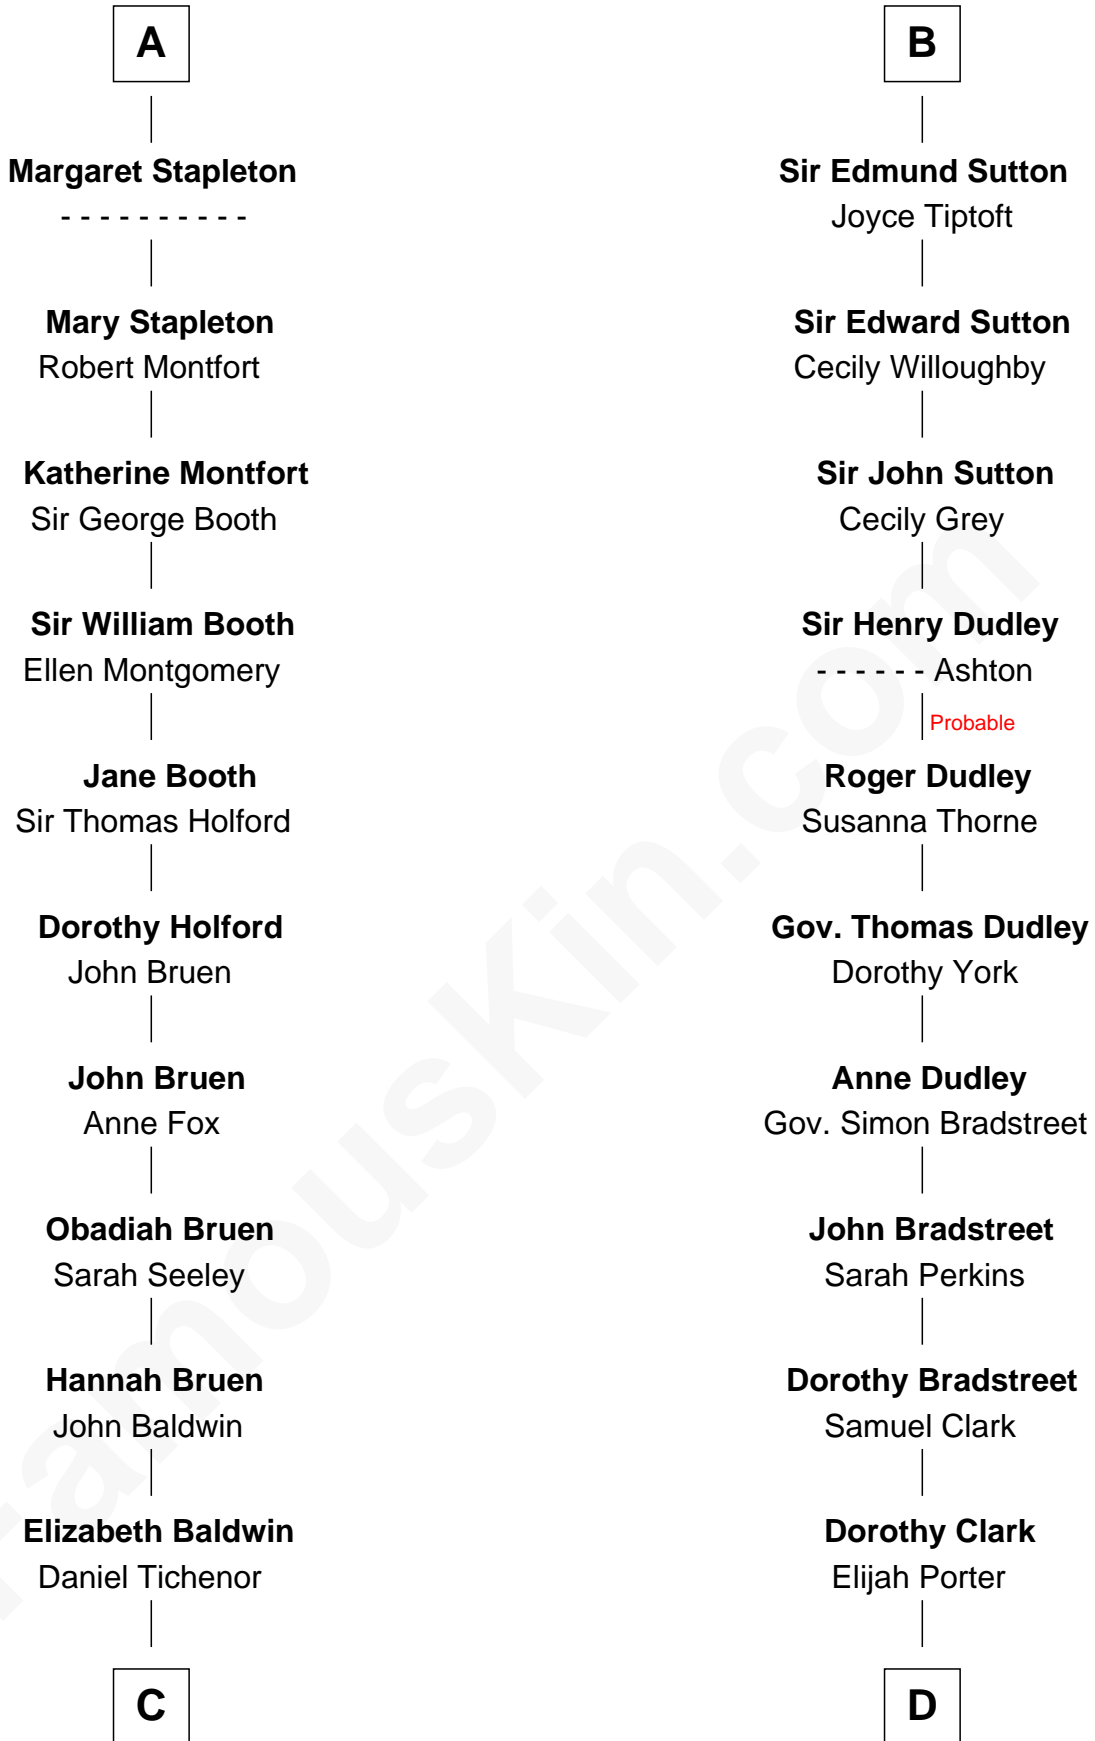 A
Margaret Stapleton
- - - - - - - - - -
Mary Stapleton
Robert Montfort
Katherine Montfort
Sir George Booth
Sir William Booth
Ellen Montgomery
Jane Booth
Sir Thomas Holford
Dorothy Holford
John Bruen
John Bruen
Anne Fox
Obadiah Bruen
Sarah Seeley
Hannah Bruen
John Baldwin
Elizabeth Baldwin
Daniel Tichenor
C
B
Sir Edmund Sutton
Joyce Tiptoft
Sir Edward Sutton
Cecily Willoughby
Sir John Sutton
Cecily Grey
Sir Henry Dudley
- - - - - - Ashton
Probable
Roger Dudley
Susanna Thorne
Gov. Thomas Dudley
Dorothy York
Anne Dudley
Gov. Simon Bradstreet
John Bradstreet
Sarah Perkins
Dorothy Bradstreet
Samuel Clark
Dorothy Clark
Elijah Porter
D
FamousKin.com